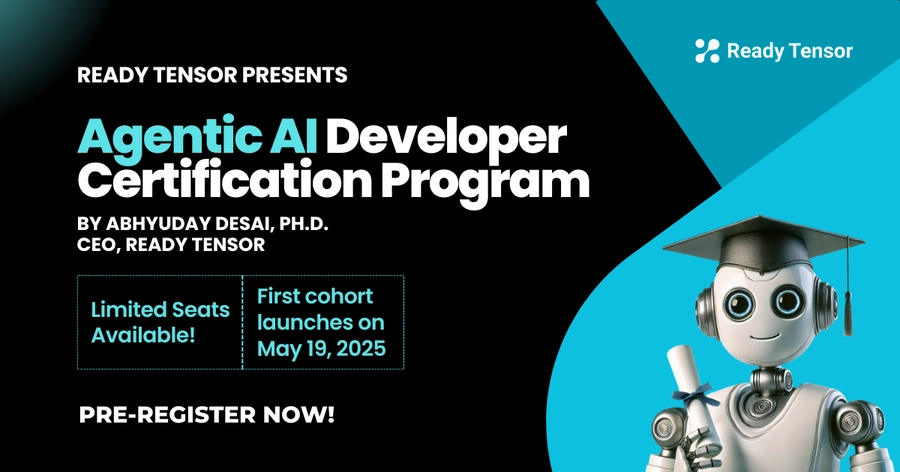 Ready Tensor
READY TENSOR PRESENTS
Agentic AI Developer
Certification Program
BY ABHYUDAY DESAI, PH.D.
CEO, READY TENSOR
Limited Seats
Available!
First cohort
launches on
May 19, 2025
PRE-REGISTER NOW!